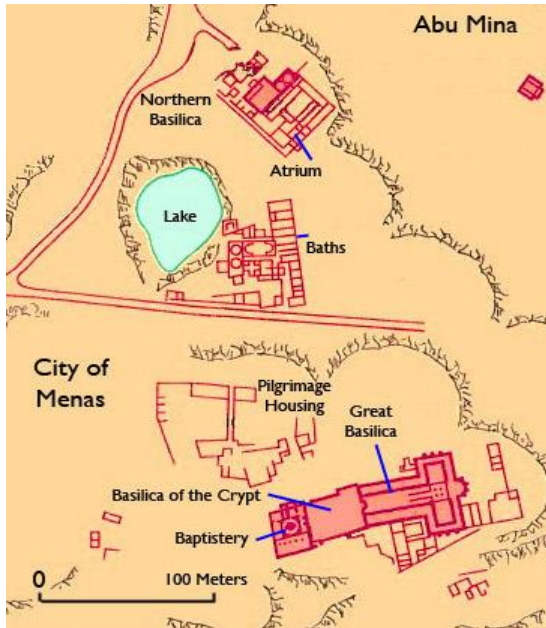 Abu Mina
Northern
Basilica
Atrium
Lake
Baths
City of
Menas
Pilgrimage
Housing
Great
Basilica
Basilica of the Crypt
Baptistery
0
100 Meters